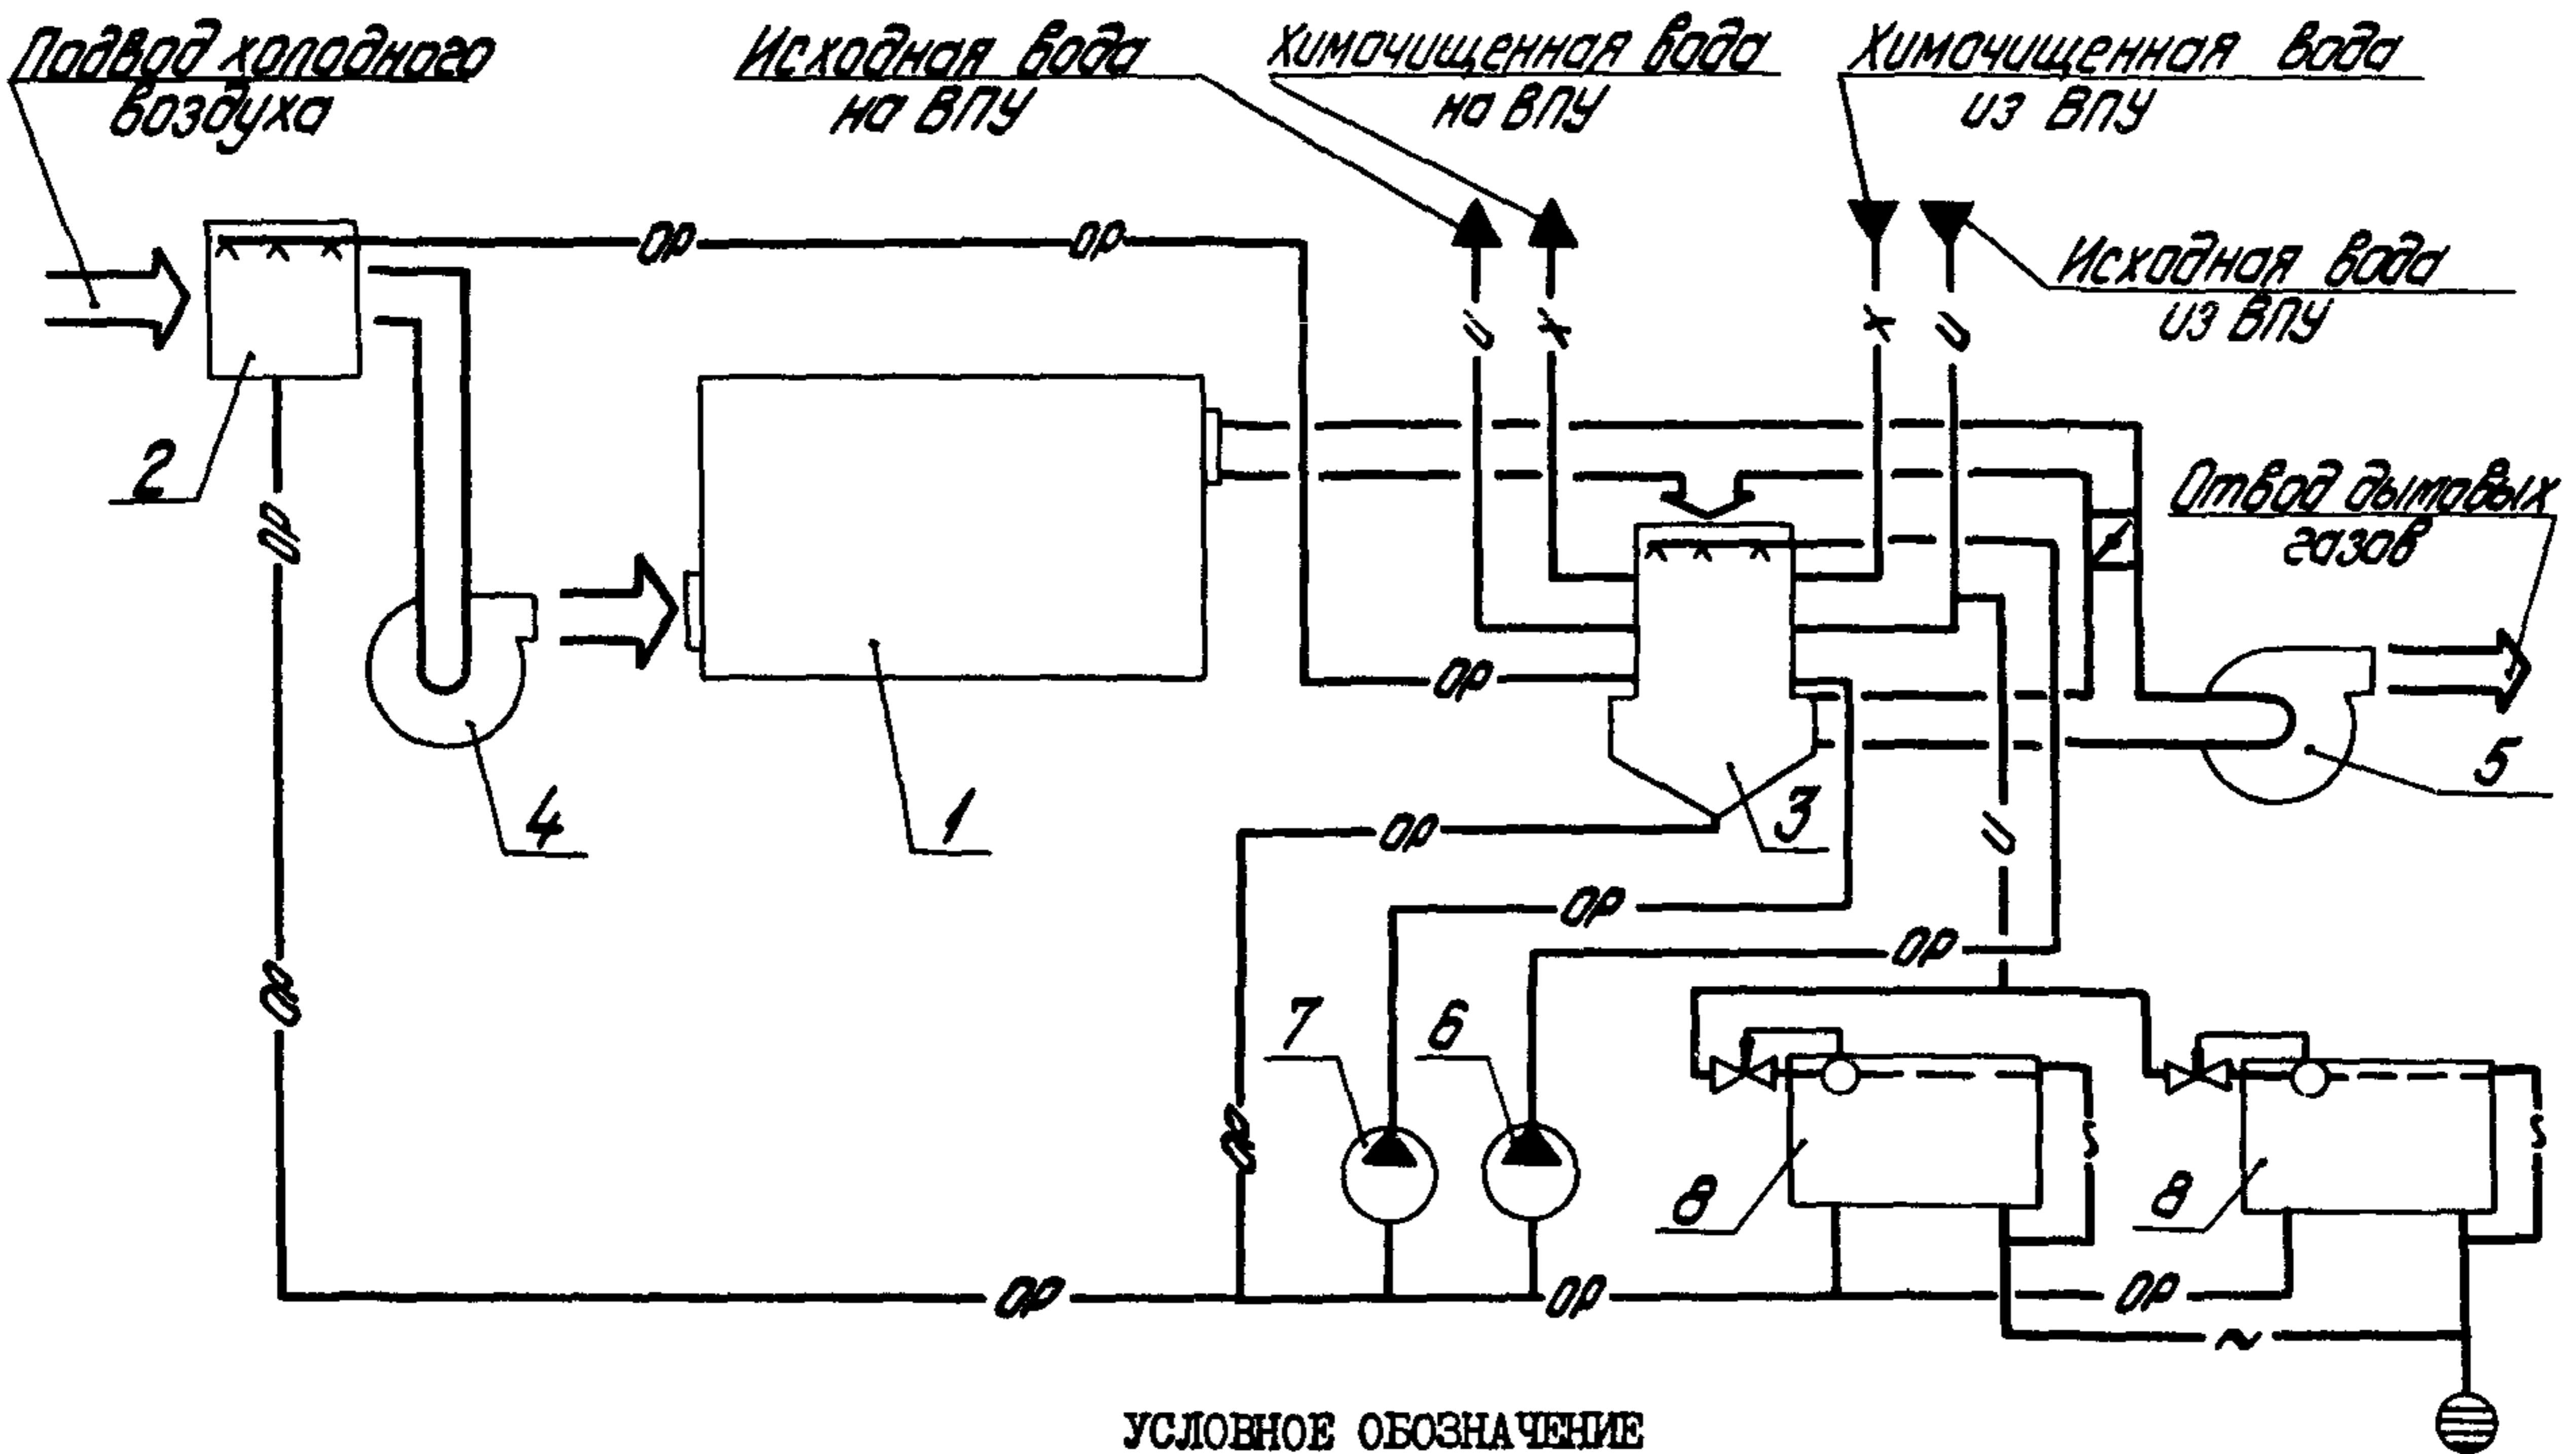 Подвод холодного
воздуха
Исходная вода
на ВПУ
Химочищенная вода
на ВПУ
Химочищенная вода
из ВПУ
Исходная вода
из ВПУ
ОР
ОР
и
х
х
и
2
ОР
Отвод дымовых
газов
ОР
4
1
3
5
ОР
и
ОР
ОР
ОР
7
6
ОР
8
8
ОР
ОР
ОР
~
~
~
УСЛОВНОЕ ОБОЗНАЧЕНИЕ